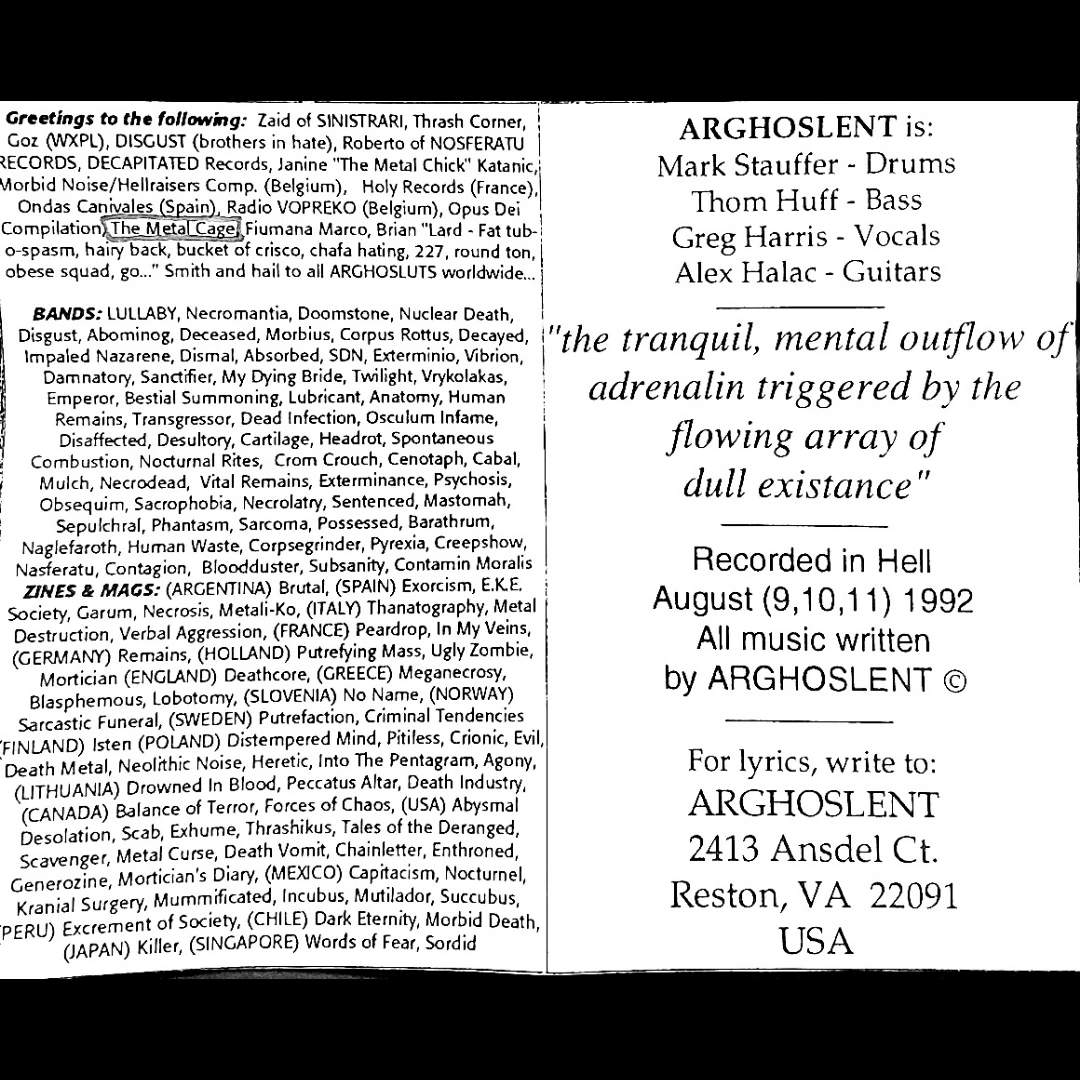 Greetings to the following: Zaid of SINISTRARI, Thrash Corner,
Goz (WXPL), DISGUST (brothers in hate), Roberto of NOSFERATU
RECORDS, DECAPITATED Records, Janine "The Metal Chick" Katanic,
Morbid Noise/Hellraisers Comp. (Belgium), Holy Records (France),
Ondas Canivales (Spain), Radio VOPREKO (Belgium), Opus Dei
Compilation, The Metal Cage, Fiumana Marco, Brian "Lard - Fat tub-
o-spasm, hairy back, bucket of crisco, chafa hating, 227, round ton,
obese squad, go..." Smith and hail to all ARGHOSLUTS worldwide...
BANDS: LULLABY, Necromantia, Doomstone, Nuclear Death,
Disgust, Abominog, Deceased, Morbius, Corpus Rottus, Decayed,
Impaled Nazarene, Dismal, Absorbed, SDN, Exterminio, Vibrion,
Damnatory, Sanctifier, My Dying Bride, Twilight, Vrykolakas,
Emperor, Bestial Summoning, Lubricant, Anatomy, Human
Remains, Transgressor, Dead Infection, Osculum Infame,
Disaffected, Desultory, Cartilage, Headrot, Spontaneous
Combustion, Nocturnal Rites, Crom Crouch, Cenotaph, Cabal,
Mulch, Necrodead, Vital Remains, Exterminance, Psychosis,
Obsequim, Sacrophobia, Necrolatry, Sentenced, Mastomah,
Sepulchral, Phantasm, Sarcoma, Possessed, Barathrum,
Naglefaroth, Human Waste, Corpsegrinder, Pyrexia, Creepshow,
Nasferatu, Contagion, Bloodduster, Subsanity, Contamin Moralis
ZINES & MAGS: (ARGENTINA) Brutal, (SPAIN) Exorcism, E.K.E.
Society, Garum, Necrosis, Metali-Ko, (ITALY) Thanatography, Metal
Destruction, Verbal Aggression, (FRANCE) Peardrop, In My Veins,
(GERMANY) Remains, (HOLLAND) Putrefying Mass, Ugly Zombie,
Mortician (ENGLAND) Deathcore, (GREECE) Meganecrosy,
Blasphemous, Lobotomy, (SLOVENIA) No Name, (NORWAY)
Sarcastic Funeral, (SWEDEN) Putrefaction, Criminal Tendencies
(FINLAND) Isten (POLAND) Distempered Mind, Pitiless, Crionic, Evil,
Death Metal, Neolithic Noise, Heretic, Into The Pentagram, Agony,
(LITHUANIA) Drowned In Blood, Peccatus Altar, Death Industry,
(CANADA) Balance of Terror, Forces of Chaos, (USA) Abysmal
Desolation, Scab, Exhume, Thrashikus, Tales of the Deranged,
Scavenger, Metal Curse, Death Vomit, Chainletter, Enthroned,
Generozine, Mortician's Diary, (MEXICO) Capitacism, Nocturnel,
Kranial Surgery, Mummificated, Incubus, Mutilador, Succubus,
(PERU) Excrement of Society, (CHILE) Dark Eternity, Morbid Death,
(JAPAN) Killer, (SINGAPORE) Words of Fear, Sordid
ARGHOSLENT is:
Mark Stauffer - Drums
Thom Huff - Bass
Greg Harris - Vocals
Alex Halac - Guitars
"the tranquil, mental outflow of
adrenalin triggered by the
flowing array of
dull existance"
Recorded in Hell
August (9,10,11) 1992
All music written
by ARGHOSLENT ©
For lyrics, write to:
ARGHOSLENT
2413 Ansdel Ct.
Reston, VA 22091
USA